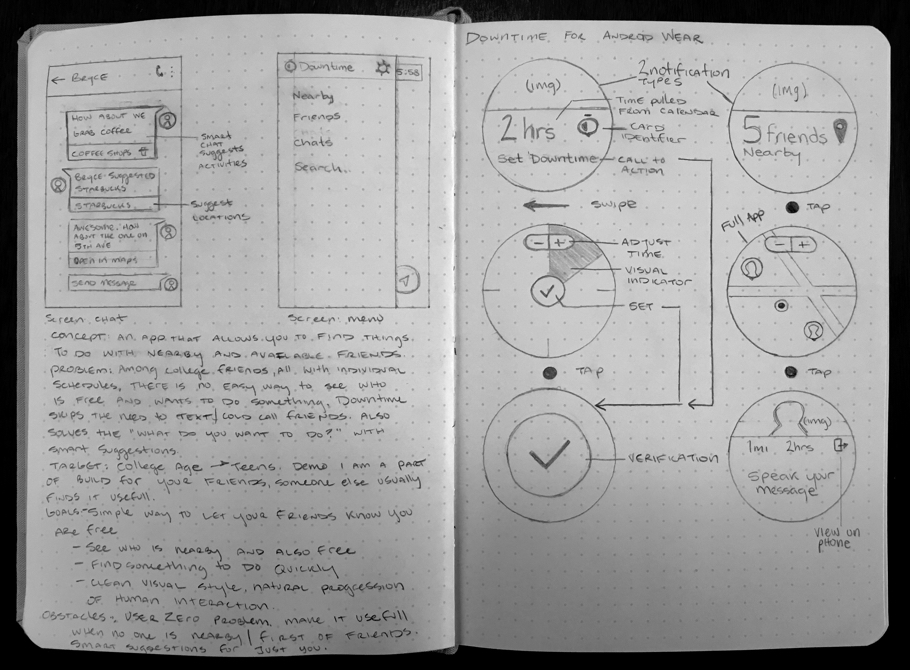 ← BRYCE
HOW ABOUT WE
GRAB COFFEE
COFFEE SHOPS
SMART
CHAT
SUGGESTS
ACTIVITIES
BRYCE SUGGESTED
STARBUCKS
STARBUCKS
SUGGEST
LOCATIONS
AWESOME, HOW
ABOUT THE ONE ON
5TH AVE
OPEN IN MAPS
SEND MESSAGE
Screen chat
Downtime
5:58
Nearby
Friends
Chats
Search..
Screen menu
CONCEPT: AN APP THAT ALLOWS YOU TO FIND THINGS
TO DO WITH NEARBY AND AVAILABLE FRIENDS.
PROBLEM: AMONG COLLEGE FRIENDS, ALL WITH INDIVIDUAL
SCHEDULES, THERE IS NO EASY WAY TO SEE WHO
IS FREE AND WANTS TO DO SOMETHING, DOWNTIME
SKIPS THE NEED TO TEXT/COLD CALL FRIENDS. ALSO
SOLVES THE "WHAT DO YOU WANT TO DO?" WITH
SMART SUGGESTIONS.
TARGET: COLLEGE AGE → TEENS. DEMO I AM A PART
OF BUILD FOR YOUR FRIENDS, SOMEONE ELSE USUALLY
FINDS IT USEFULL.
GOALS - SIMPLE WAY TO LET YOUR FRIENDS KNOW YOU
ARE FREE
- SEE WHO IS NEARBY AND ALSO FREE
- FIND SOMETHING TO DO QUICKLY
- CLEAN VISUAL STYLE, NATURAL PROGRESSION
OF HUMAN INTERACTION.
OBSTACLES: USER ZERO PROBLEM, MAKE IT USEFULL
WHEN NO ONE IS NEARBY/FIRST OF FRIENDS.
SMART SUGGESTIONS FOR JUST YOU.
DOWNTIME FOR ANDROID WEAR
(img)
2 hrs
Set Downtime
2 NOTIFICATION
TYPES
TIME PULLED
FROM CALENDAR
CARD
IDENTIFIER
CALL TO
ACTION
(img)
5 friends
Nearby
← SWIPE
TAP
- +
ADJUST
TIME
VISUAL
INDICATOR
SET
FULL APP
- +
TAP
TAP
VERIFICATION
(img)
1mi 2hrs
Speak your
message
VIEW ON
PHONE